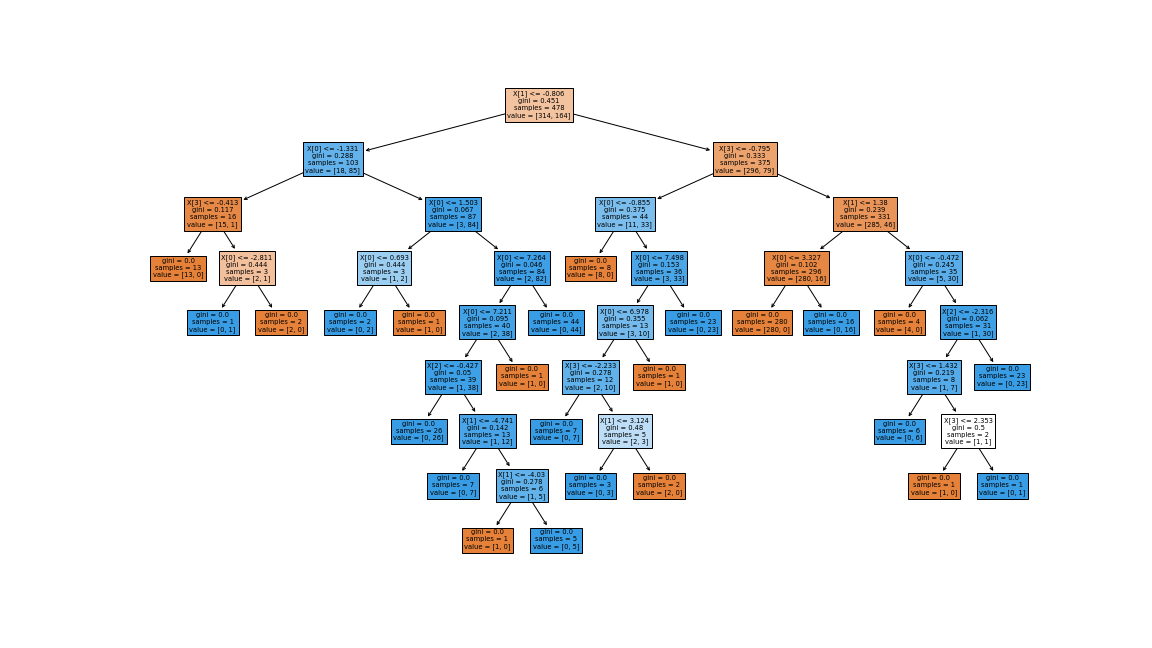 X[1] <= -0.806
gini = 0.451
samples = 478
value = [314, 164]
X[0] <= -1.331
gini = 0.288
samples = 103
value = [18, 85]
X[3] <= -0.795
gini = 0.333
samples = 375
value = [296, 79]
X[3] <= -0.413
gini = 0.117
samples = 16
value = [15, 1]
X[0] <= 1.503
gini = 0.067
samples = 87
value = [3, 84]
X[0] <= -0.855
gini = 0.375
samples = 44
value = [11, 33]
X[1] <= 1.38
gini = 0.239
samples = 331
value = [285, 46]
gini = 0.0
samples = 13
value = [13, 0]
X[0] <= -2.811
gini = 0.444
samples = 3
value = [2, 1]
X[0] <= 0.693
gini = 0.444
samples = 3
value = [1, 2]
X[0] <= 7.264
gini = 0.046
samples = 84
value = [2, 82]
gini = 0.0
samples = 8
value = [8, 0]
X[0] <= 7.498
gini = 0.153
samples = 36
value = [3, 33]
X[0] <= 3.327
gini = 0.102
samples = 296
value = [280, 16]
X[0] <= -0.472
gini = 0.245
samples = 35
value = [5, 30]
gini = 0.0
samples = 1
value = [0, 1]
gini = 0.0
samples = 2
value = [2, 0]
gini = 0.0
samples = 2
value = [0, 2]
gini = 0.0
samples = 1
value = [1, 0]
X[0] <= 7.211
gini = 0.095
samples = 40
value = [2, 38]
gini = 0.0
samples = 44
value = [0, 44]
X[0] <= 6.978
gini = 0.355
samples = 13
value = [3, 10]
gini = 0.0
samples = 23
value = [0, 23]
gini = 0.0
samples = 280
value = [280, 0]
gini = 0.0
samples = 16
value = [0, 16]
gini = 0.0
samples = 4
value = [4, 0]
X[2] <= -2.316
gini = 0.062
samples = 31
value = [1, 30]
X[2] <= -0.427
gini = 0.05
samples = 39
value = [1, 38]
gini = 0.0
samples = 1
value = [1, 0]
X[3] <= -2.233
gini = 0.278
samples = 12
value = [2, 10]
gini = 0.0
samples = 1
value = [1, 0]
X[3] <= 1.432
gini = 0.219
samples = 8
value = [1, 7]
gini = 0.0
samples = 23
value = [0, 23]
gini = 0.0
samples = 26
value = [0, 26]
X[1] <= -4.741
gini = 0.142
samples = 13
value = [1, 12]
gini = 0.0
samples = 7
value = [0, 7]
X[1] <= 3.124
gini = 0.48
samples = 5
value = [2, 3]
gini = 0.0
samples = 6
value = [0, 6]
X[3] <= 2.353
gini = 0.5
samples = 2
value = [1, 1]
gini = 0.0
samples = 7
value = [0, 7]
X[1] <= -4.03
gini = 0.278
samples = 6
value = [1, 5]
gini = 0.0
samples = 3
value = [0, 3]
gini = 0.0
samples = 2
value = [2, 0]
gini = 0.0
samples = 1
value = [1, 0]
gini = 0.0
samples = 1
value = [0, 1]
gini = 0.0
samples = 1
value = [1, 0]
gini = 0.0
samples = 5
value = [0, 5]